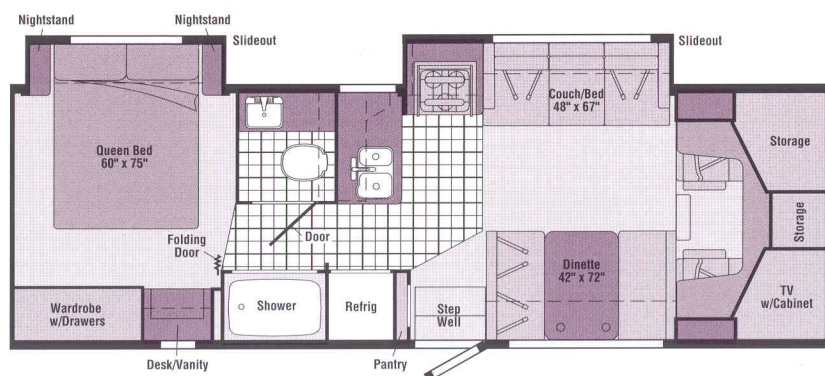 Nightstand
Nightstand
Slideout
Slideout
Couch/Bed
48" x 67"
Queen Bed
60" x 75"
Storage
Storage
Folding
Door
Door
Dinette
42" x 72"
TV
w/Cabinet
Wardrobe
w/Drawers
Shower
Refrig
Step
Well
Desk/Vanity
Pantry